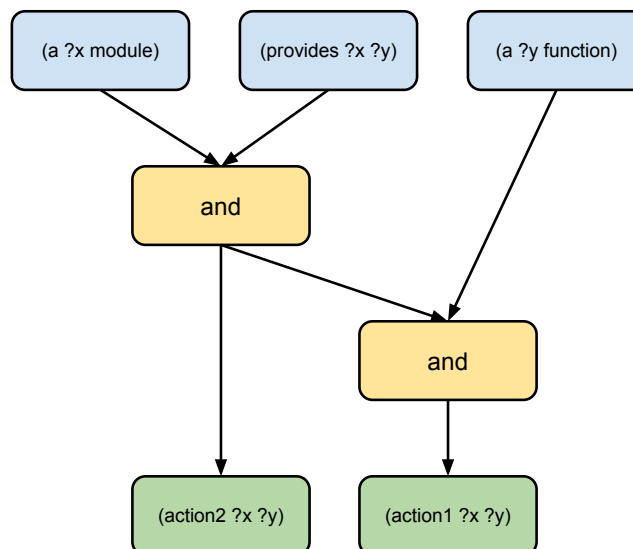 (a ?x module)
(provides ?x ?y)
(a ?y function)
and
and
(action2 ?x ?y)
(action1 ?x ?y)